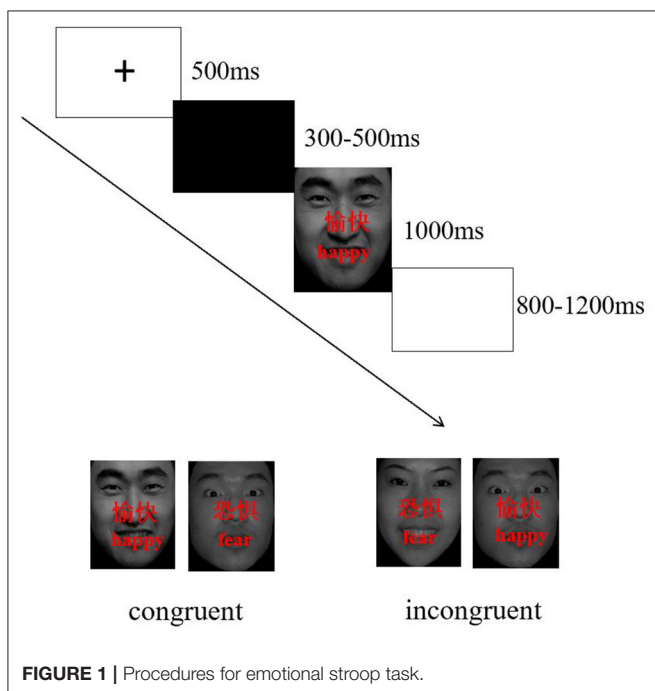 +
500ms
300-500ms
愉快
happy
1000ms
800-1200ms
愉快
happy
恐惧
fear
恐惧
fear
愉快
happy
congruent
incongruent
FIGURE 1 | Procedures for emotional stroop task.